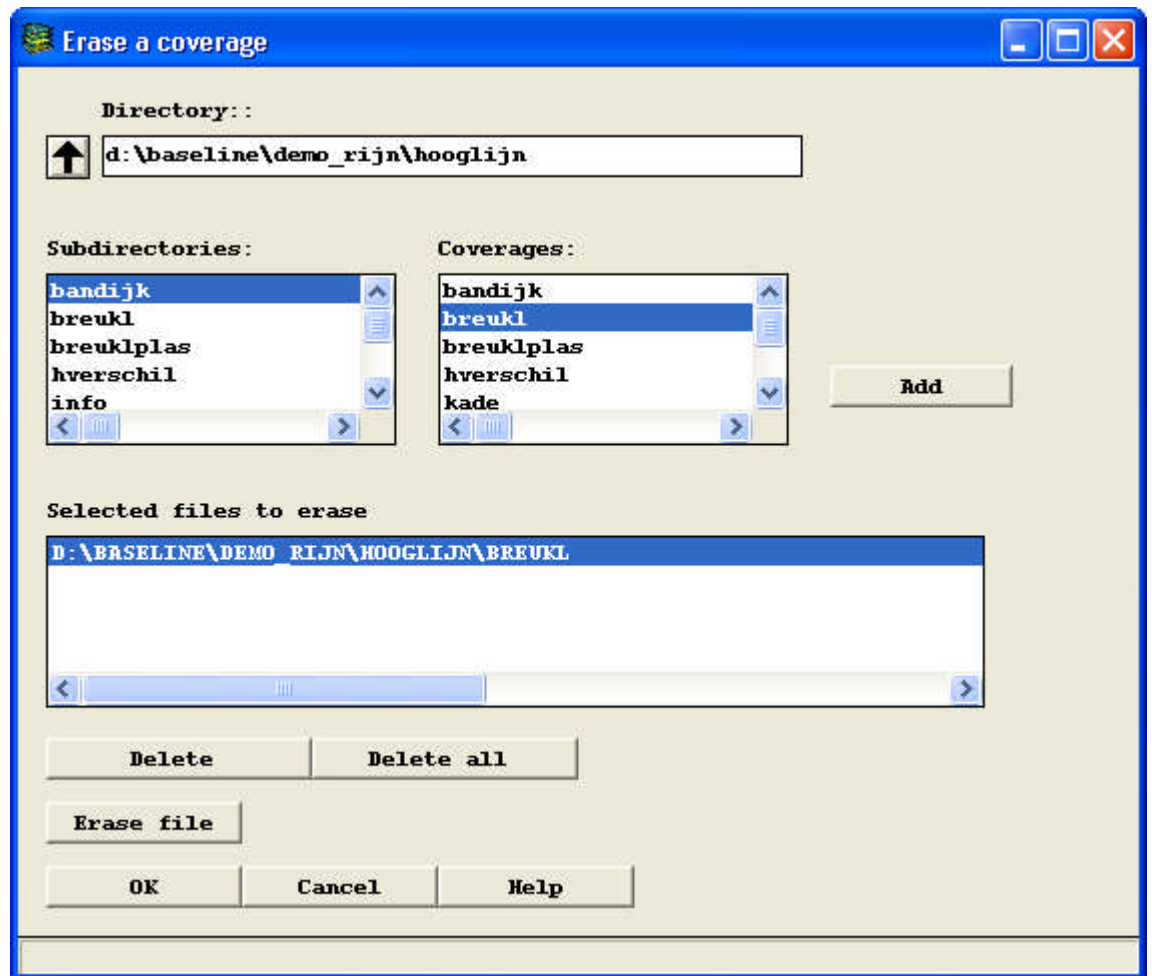 Erase a coverage
Directory::
d:\baseline\demo_rijn\hooglijn
Subdirectories:
bandijk
breukl
breuklplas
hverschil
info
Coverages:
bandijk
breukl
breuklplas
hverschil
kade
Add
Selected files to erase
D:\BASELINE\DEMO_RIJN\HOOGLIJN\BREUKL
Delete
Delete all
Erase file
OK
Cancel
Help